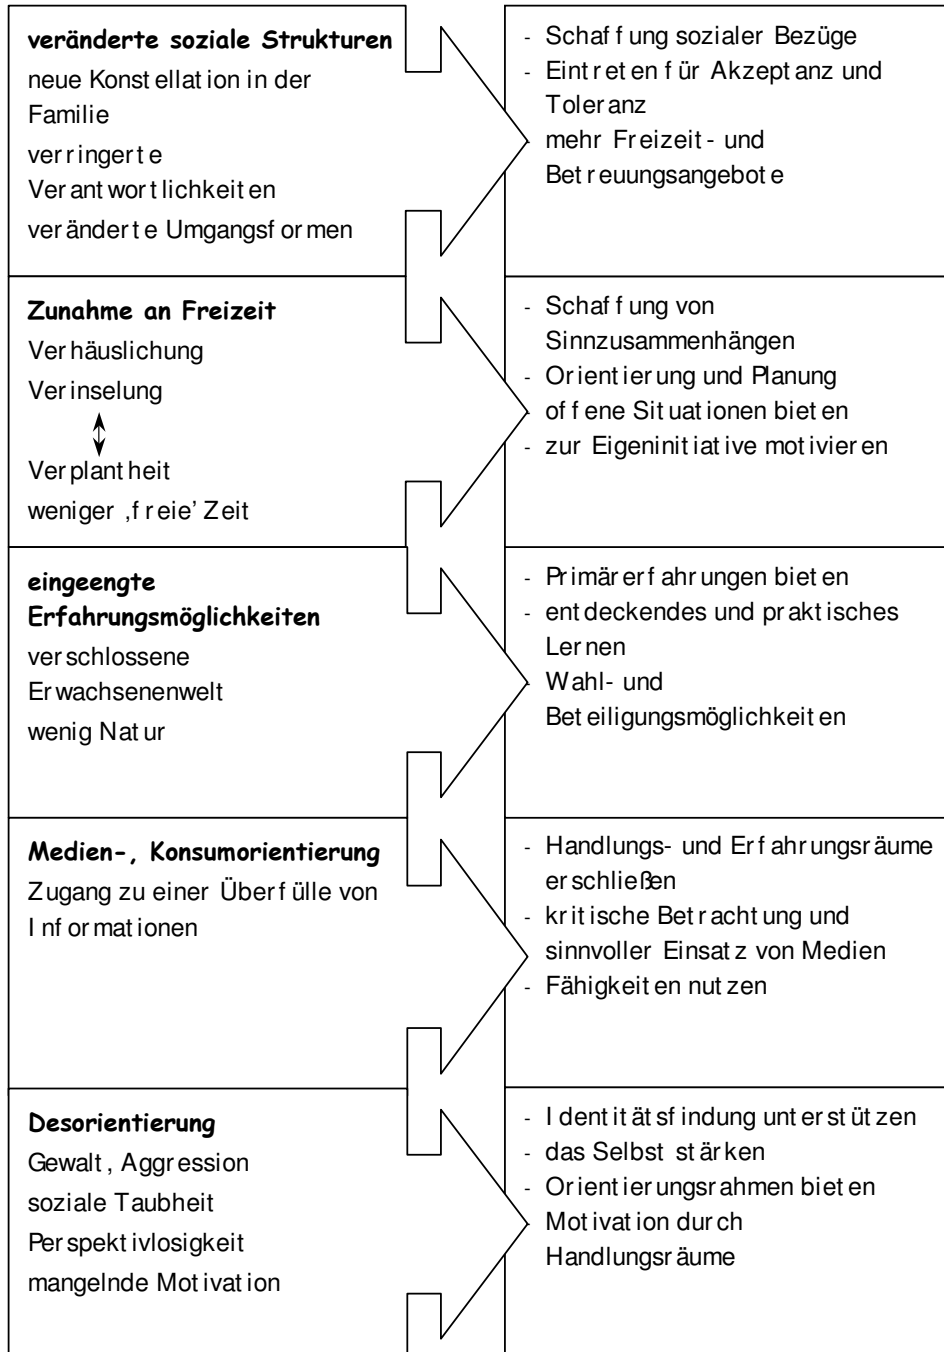 veränderte soziale Strukturen
neue Konstellation in der
Familie
verringerte
Verantwortlichkeiten
veränderte Umgangsformen
- Schaffung sozialer Bezüge
- Eintreten für Akzeptanz und
Toleranz
mehr Freizeit- und
Betreuungsangebote
Zunahme an Freizeit
Verhäuslichung
Verinselung
Verplantheit
weniger ‚freie’ Zeit
- Schaffung von
Sinnzusammenhängen
- Orientierung und Planung
offene Situationen bieten
- zur Eigeninitiative motivieren
eingeengte
Erfahrungsmöglichkeiten
verschlossene
Erwachsenenwelt
wenig Natur
- Primärerfahrungen bieten
- entdeckendes und praktisches
Lernen
Wahl- und
Beteiligungsmöglichkeiten
Medien-, Konsumorientierung
Zugang zu einer Überfülle von
Informationen
- Handlungs- und Erfahrungsräume
erschließen
- kritische Betrachtung und
sinnvoller Einsatz von Medien
- Fähigkeiten nutzen
Desorientierung
Gewalt, Aggression
soziale Taubheit
Perspektivlosigkeit
mangelnde Motivation
- Identitätsfindung unterstützen
- das Selbst stärken
- Orientierungsrahmen bieten
Motivation durch
Handlungsräume